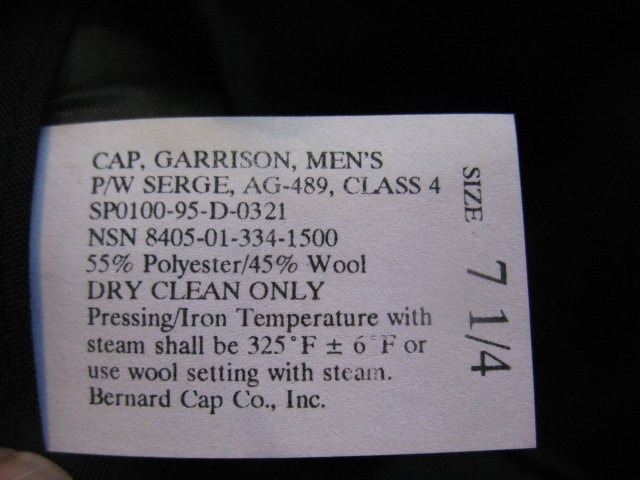 CAP, GARRISON, MEN'S
P/W SERGE, AG-489, CLASS 4
SP0100-95-D-0321
NSN 8405-01-334-1500
55% Polyester/45% Wool
DRY CLEAN ONLY
Pressing/Iron Temperature with
steam shall be 325°F ± 6°F or
use wool setting with steam.
Bernard Cap Co., Inc.
SIZE 7 1/4